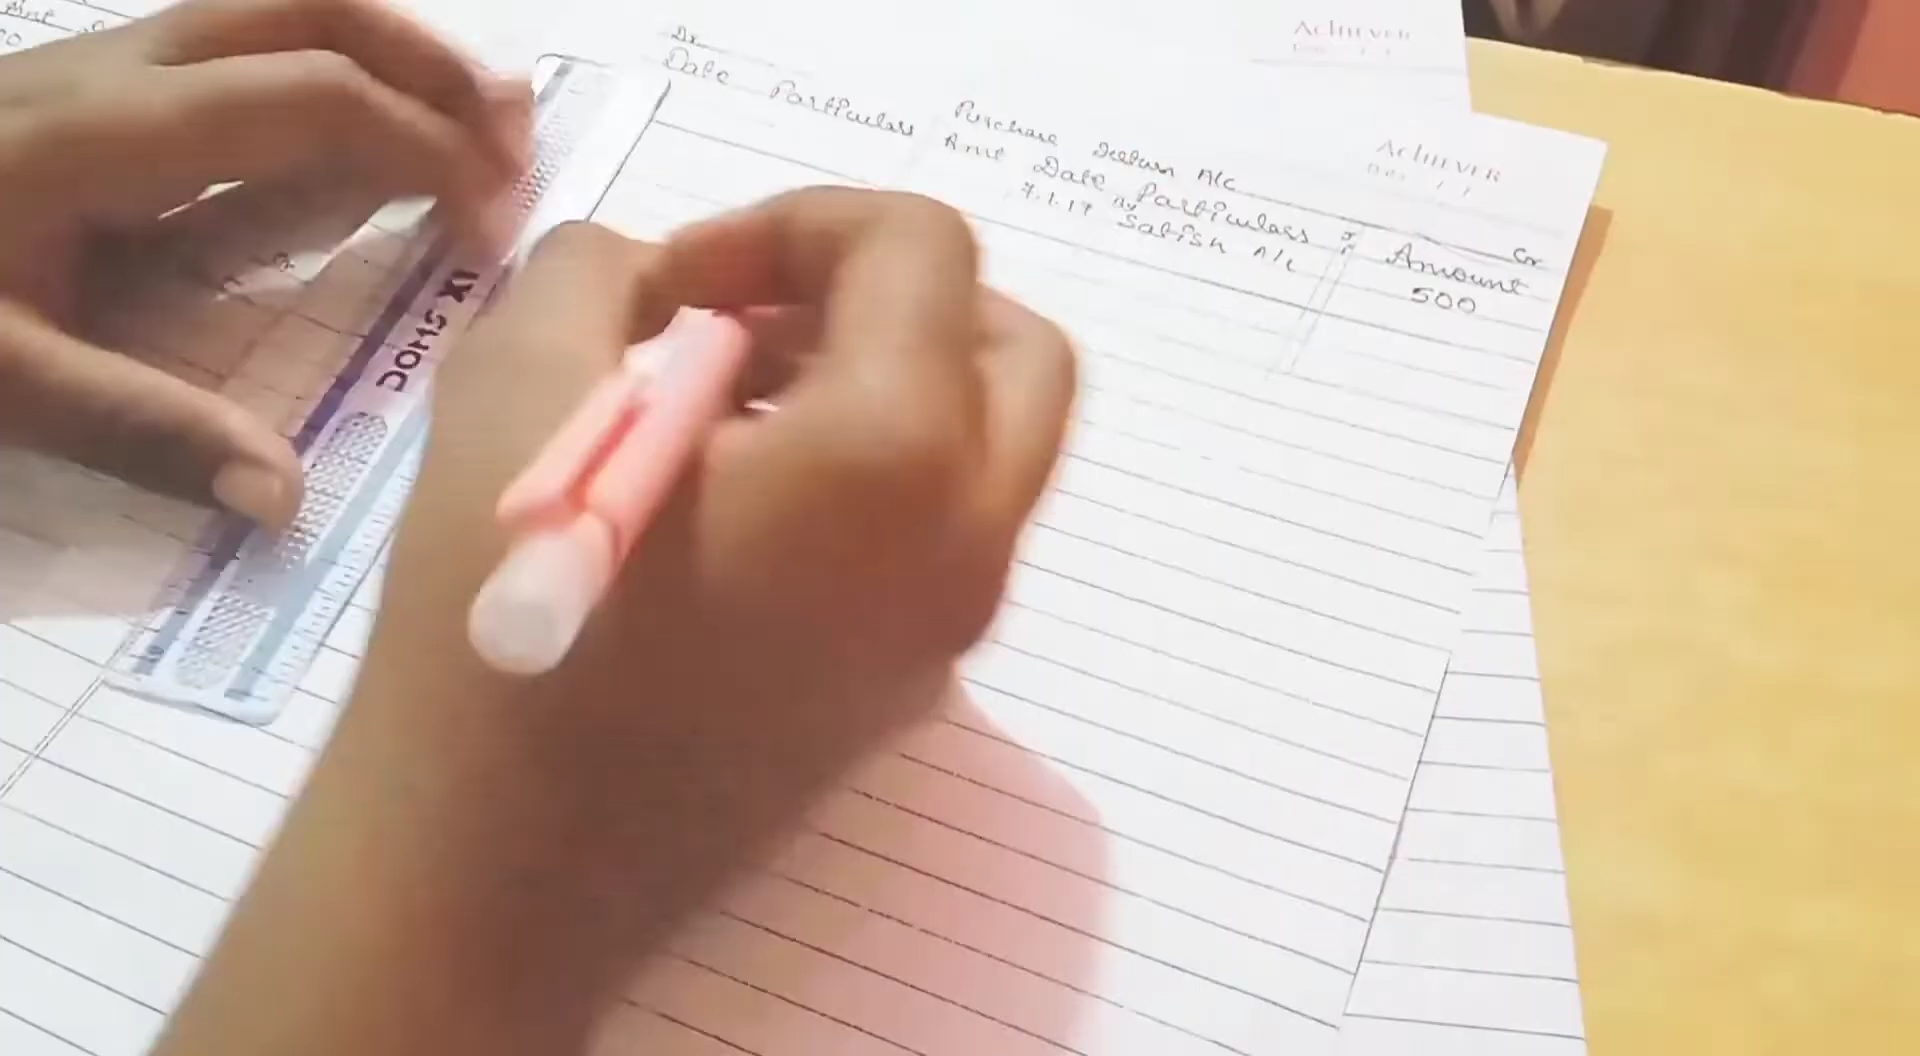 ACHIEVER
ACHIEVER
Dr
Purchase Return A/c
Cr
Date Particulars Amt Date Particulars J F Amount
7.1.17 By Satish A/c 500
DOMS XI